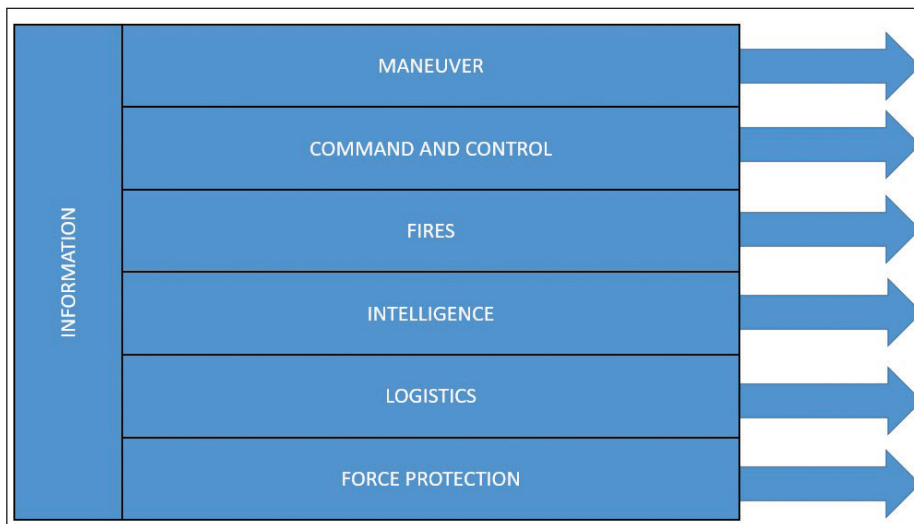 INFORMATION
MANEUVER
COMMAND AND CONTROL
FIRES
INTELLIGENCE
LOGISTICS
FORCE PROTECTION